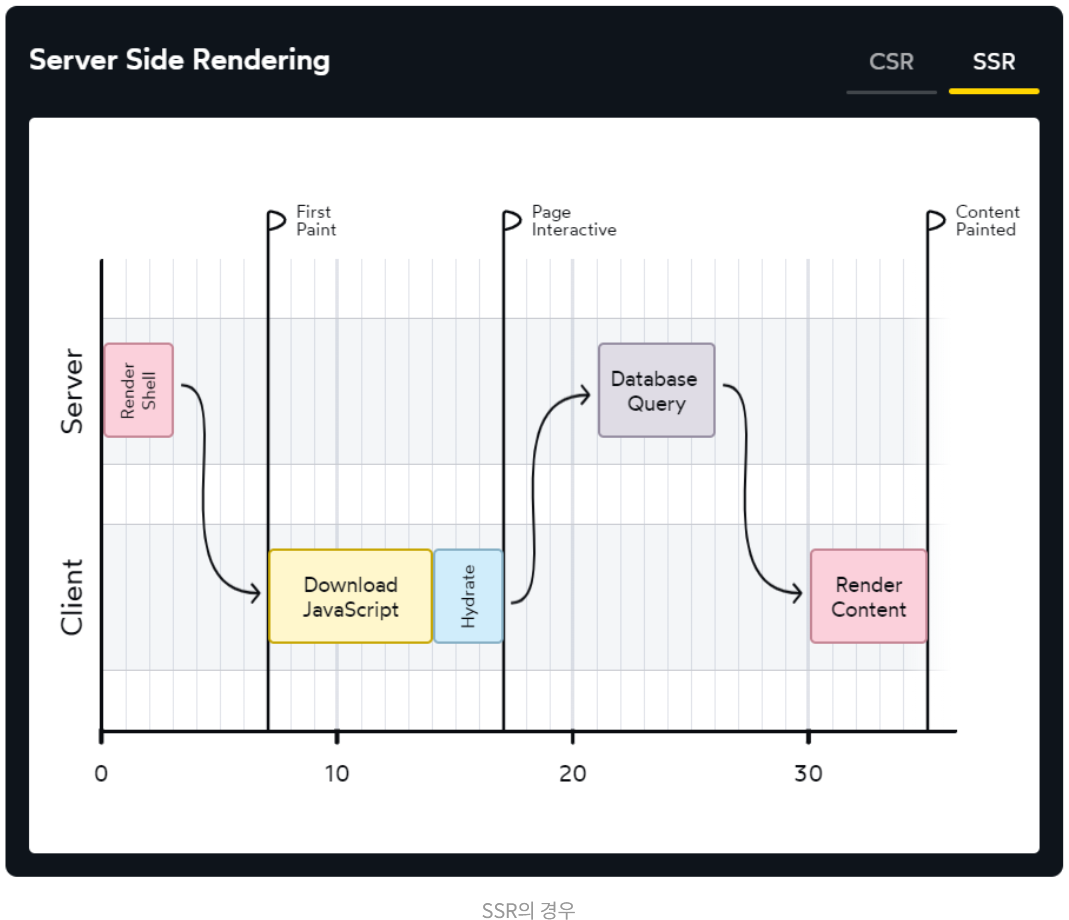 Server Side Rendering
CSR
SSR
First
Paint
Page
Interactive
Content
Painted
Server
Render
Shell
Database
Query
Client
Download
JavaScript
Hydrate
Render
Content
0
10
20
30
SSR의 경우